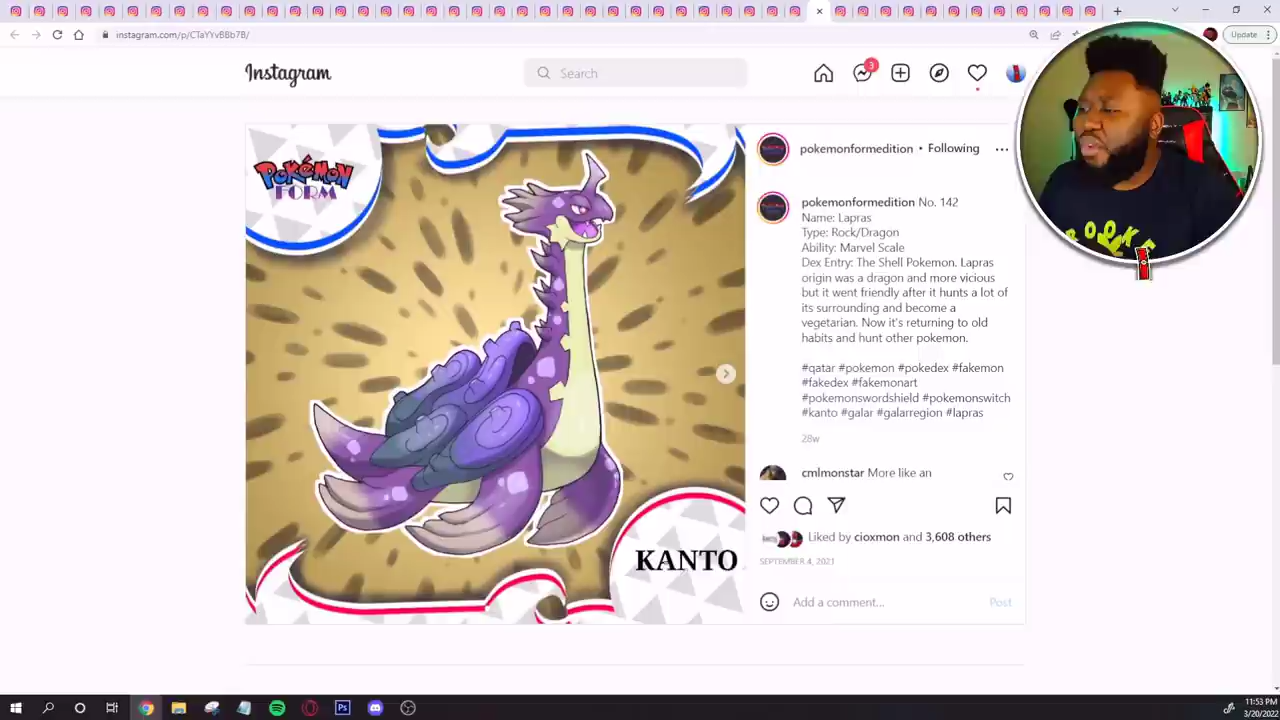 instagram.com/p/CTaYYvBBb7B/
Update
Instagram
Search
3
POKéMON
FORM
KANTO
pokemonformedition • Following
pokemonformedition No. 142
Name: Lapras
Type: Rock/Dragon
Ability: Marvel Scale
Dex Entry: The Shell Pokemon. Lapras
origin was a dragon and more vicious
but it went friendly after it hunts a lot of
its surrounding and become a
vegetarian. Now it's returning to old
habits and hunt other pokemon.
#qatar #pokemon #pokedex #fakemon
#fakedex #fakemonart
#pokemonswordshield #pokemonswitch
#kanto #galar #galarregion #lapras
28w
cmlmonstar More like an
Liked by cioxmon and 3,608 others
SEPTEMBER 4, 2021
Add a comment...
Post
11:53 PM
3/20/2022